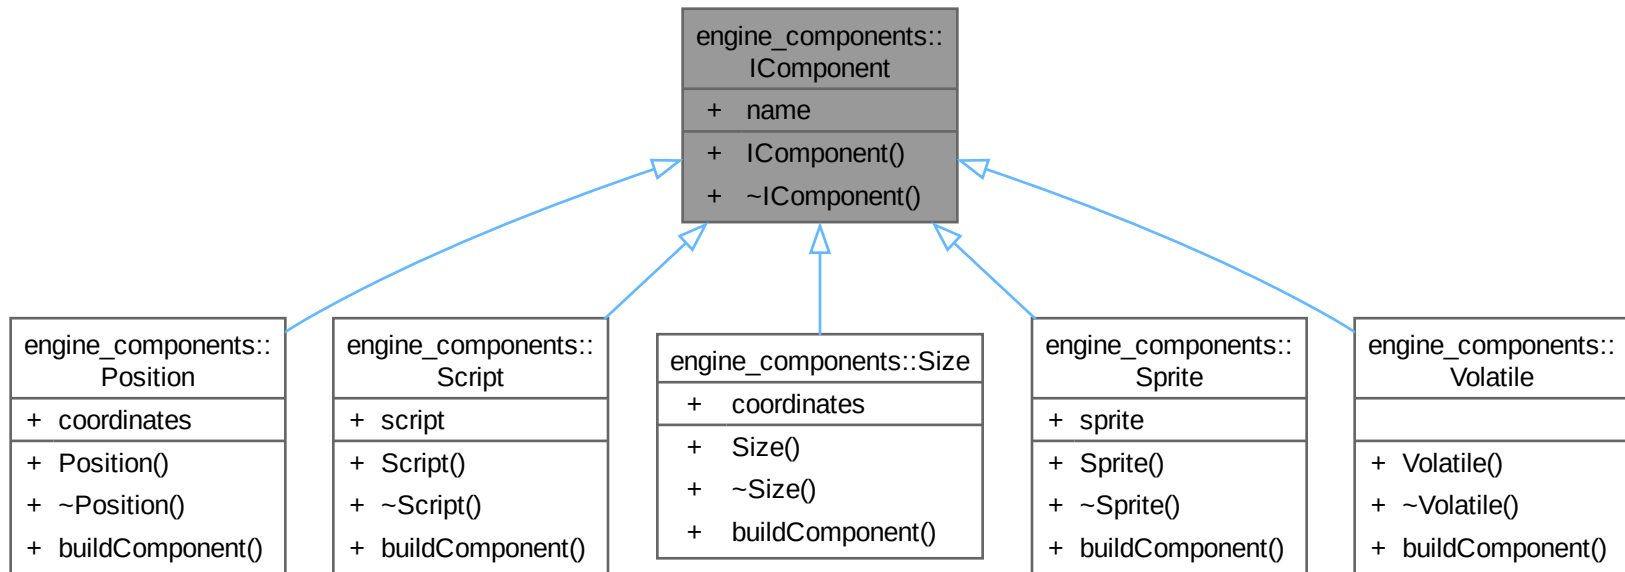 engine_components::
IComponent
+ name
+ IComponent()
+ ~IComponent()
engine_components::
Position
+ coordinates
+ Position()
+ ~Position()
+ buildComponent()
engine_components::
Script
+ script
+ Script()
+ ~Script()
+ buildComponent()
engine_components::Size
+ coordinates
+ Size()
+ ~Size()
+ buildComponent()
engine_components::
Sprite
+ sprite
+ Sprite()
+ ~Sprite()
+ buildComponent()
engine_components::
Volatile
+ Volatile()
+ ~Volatile()
+ buildComponent()